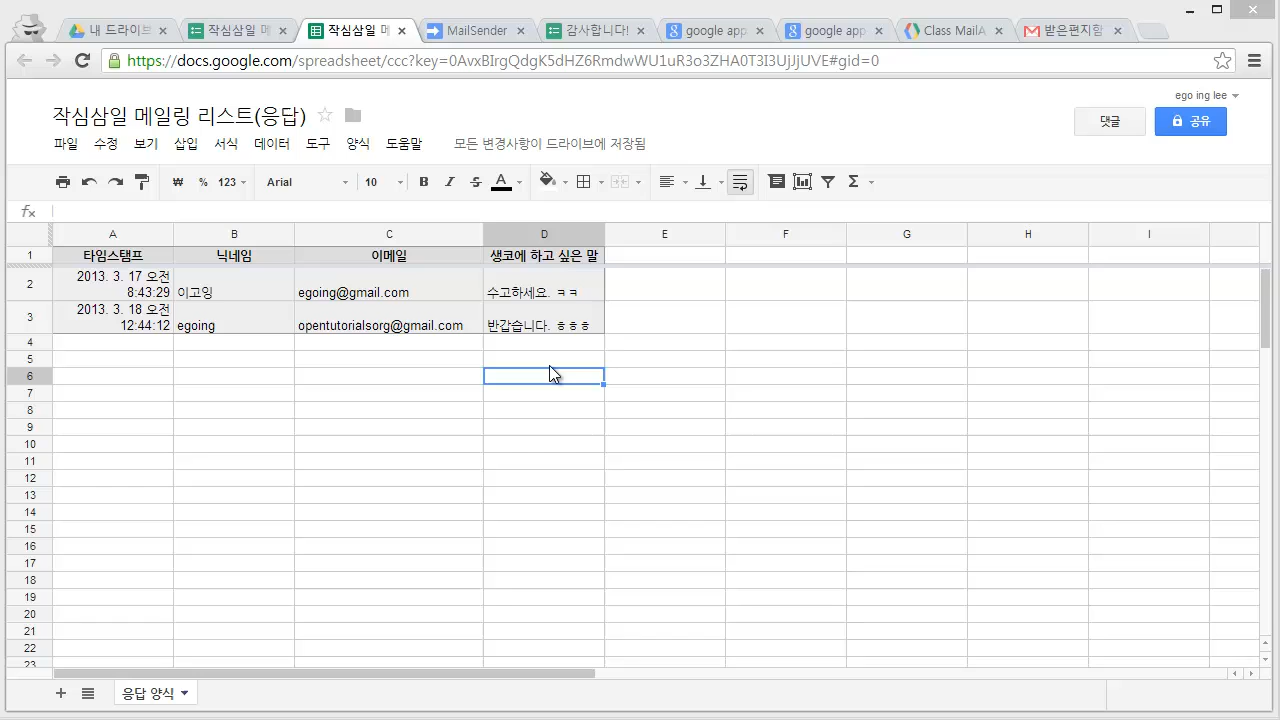 내 드라이브
작심삼일 메
작심삼일 메
MailSender
감사합니다!
google app
google app
Class MailA
받은편지함
https://docs.google.com/spreadsheet/ccc?key=0AvxBIrgQdgK5dHZ6RmdwWU1uR3o3ZHA0T3I3UjJjUVE#gid=0
ego ing lee
작심삼일 메일링 리스트(응답)
댓글
공유
파일 수정 보기 삽입 서식 데이터 도구 양식 도움말 모든 변경사항이 드라이브에 저장됨
₩ % 123 Arial 10 B I S A Σ
fx
A B C D E F G H I
1 타임스탬프 닉네임 이메일 생코에 하고 싶은 말
2013. 3. 17 오전
2 8:43:29 이고잉 egoing@gmail.com 수고하세요. ㅋㅋ
2013. 3. 18 오전
3 12:44:12 egoing opentutorialsorg@gmail.com 반갑습니다. ㅎㅎㅎ
4
5
6
7
8
9
10
11
12
13
14
15
16
17
18
19
20
21
22
23
응답 양식